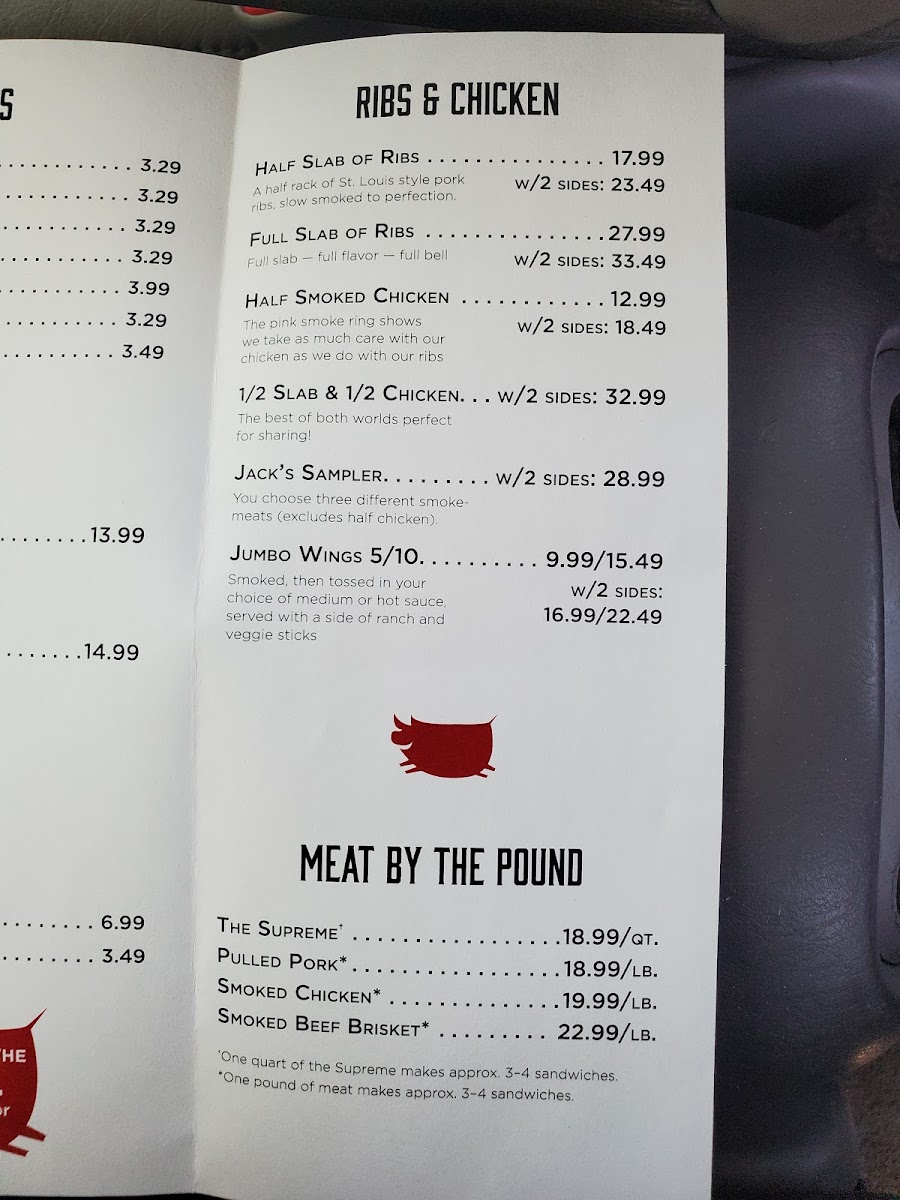 S
. . . . . . . . . . . . . 3.29
. . . . . . . . . . . . . 3.29
. . . . . . . . . . . . . 3.29
. . . . . . . . . . . . . 3.29
. . . . . . . . . . . . . 3.99
. . . . . . . . . . . . . 3.29
. . . . . . . . . . . . . 3.49
. . . . . . . . 13.99
. . . . . . . 14.99
. . . . . . . . 6.99
. . . . . . . . 3.49
THE
or
RIBS & CHICKEN
HALF SLAB OF RIBS . . . . . . . . . . . . . . . 17.99
A half rack of St. Louis style pork
ribs, slow smoked to perfection.
W/2 SIDES: 23.49
FULL SLAB OF RIBS . . . . . . . . . . . . . . . .27.99
Full slab — full flavor — full bell
W/2 SIDES: 33.49
HALF SMOKED CHICKEN . . . . . . . . . . . . 12.99
The pink smoke ring shows
W/2 SIDES: 18.49
we take as much care with our
chicken as we do with our ribs
1/2 SLAB & 1/2 CHICKEN. . . W/2 SIDES: 32.99
The best of both worlds perfect
for sharing!
JACK'S SAMPLER. . . . . . . . . W/2 SIDES: 28.99
You choose three different smoke-
meats (excludes half chicken).
JUMBO WINGS 5/10. . . . . . . . . . 9.99/15.49
Smoked, then tossed in your
W/2 SIDES:
choice of medium or hot sauce,
16.99/22.49
served with a side of ranch and
veggie sticks
MEAT BY THE POUND
THE SUPREME† . . . . . . . . . . . . . . . . . .18.99/QT.
PULLED PORK*. . . . . . . . . . . . . . . . . . 18.99/LB.
SMOKED CHICKEN* . . . . . . . . . . . . . . .19.99/LB.
SMOKED BEEF BRISKET* . . . . . . . . . 22.99/LB.
†One quart of the Supreme makes approx. 3–4 sandwiches.
*One pound of meat makes approx. 3–4 sandwiches.